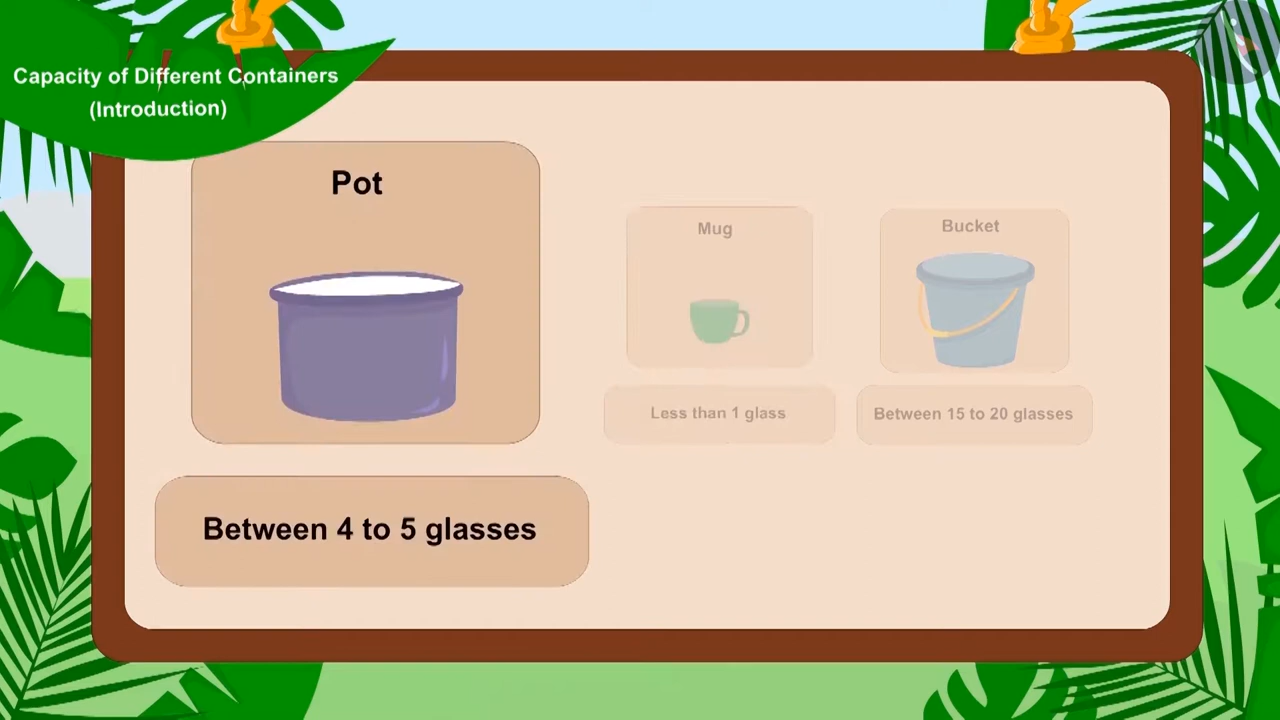 Capacity of Different Containers
(Introduction)
Pot
Mug
Bucket
Less than 1 glass
Between 15 to 20 glasses
Between 4 to 5 glasses